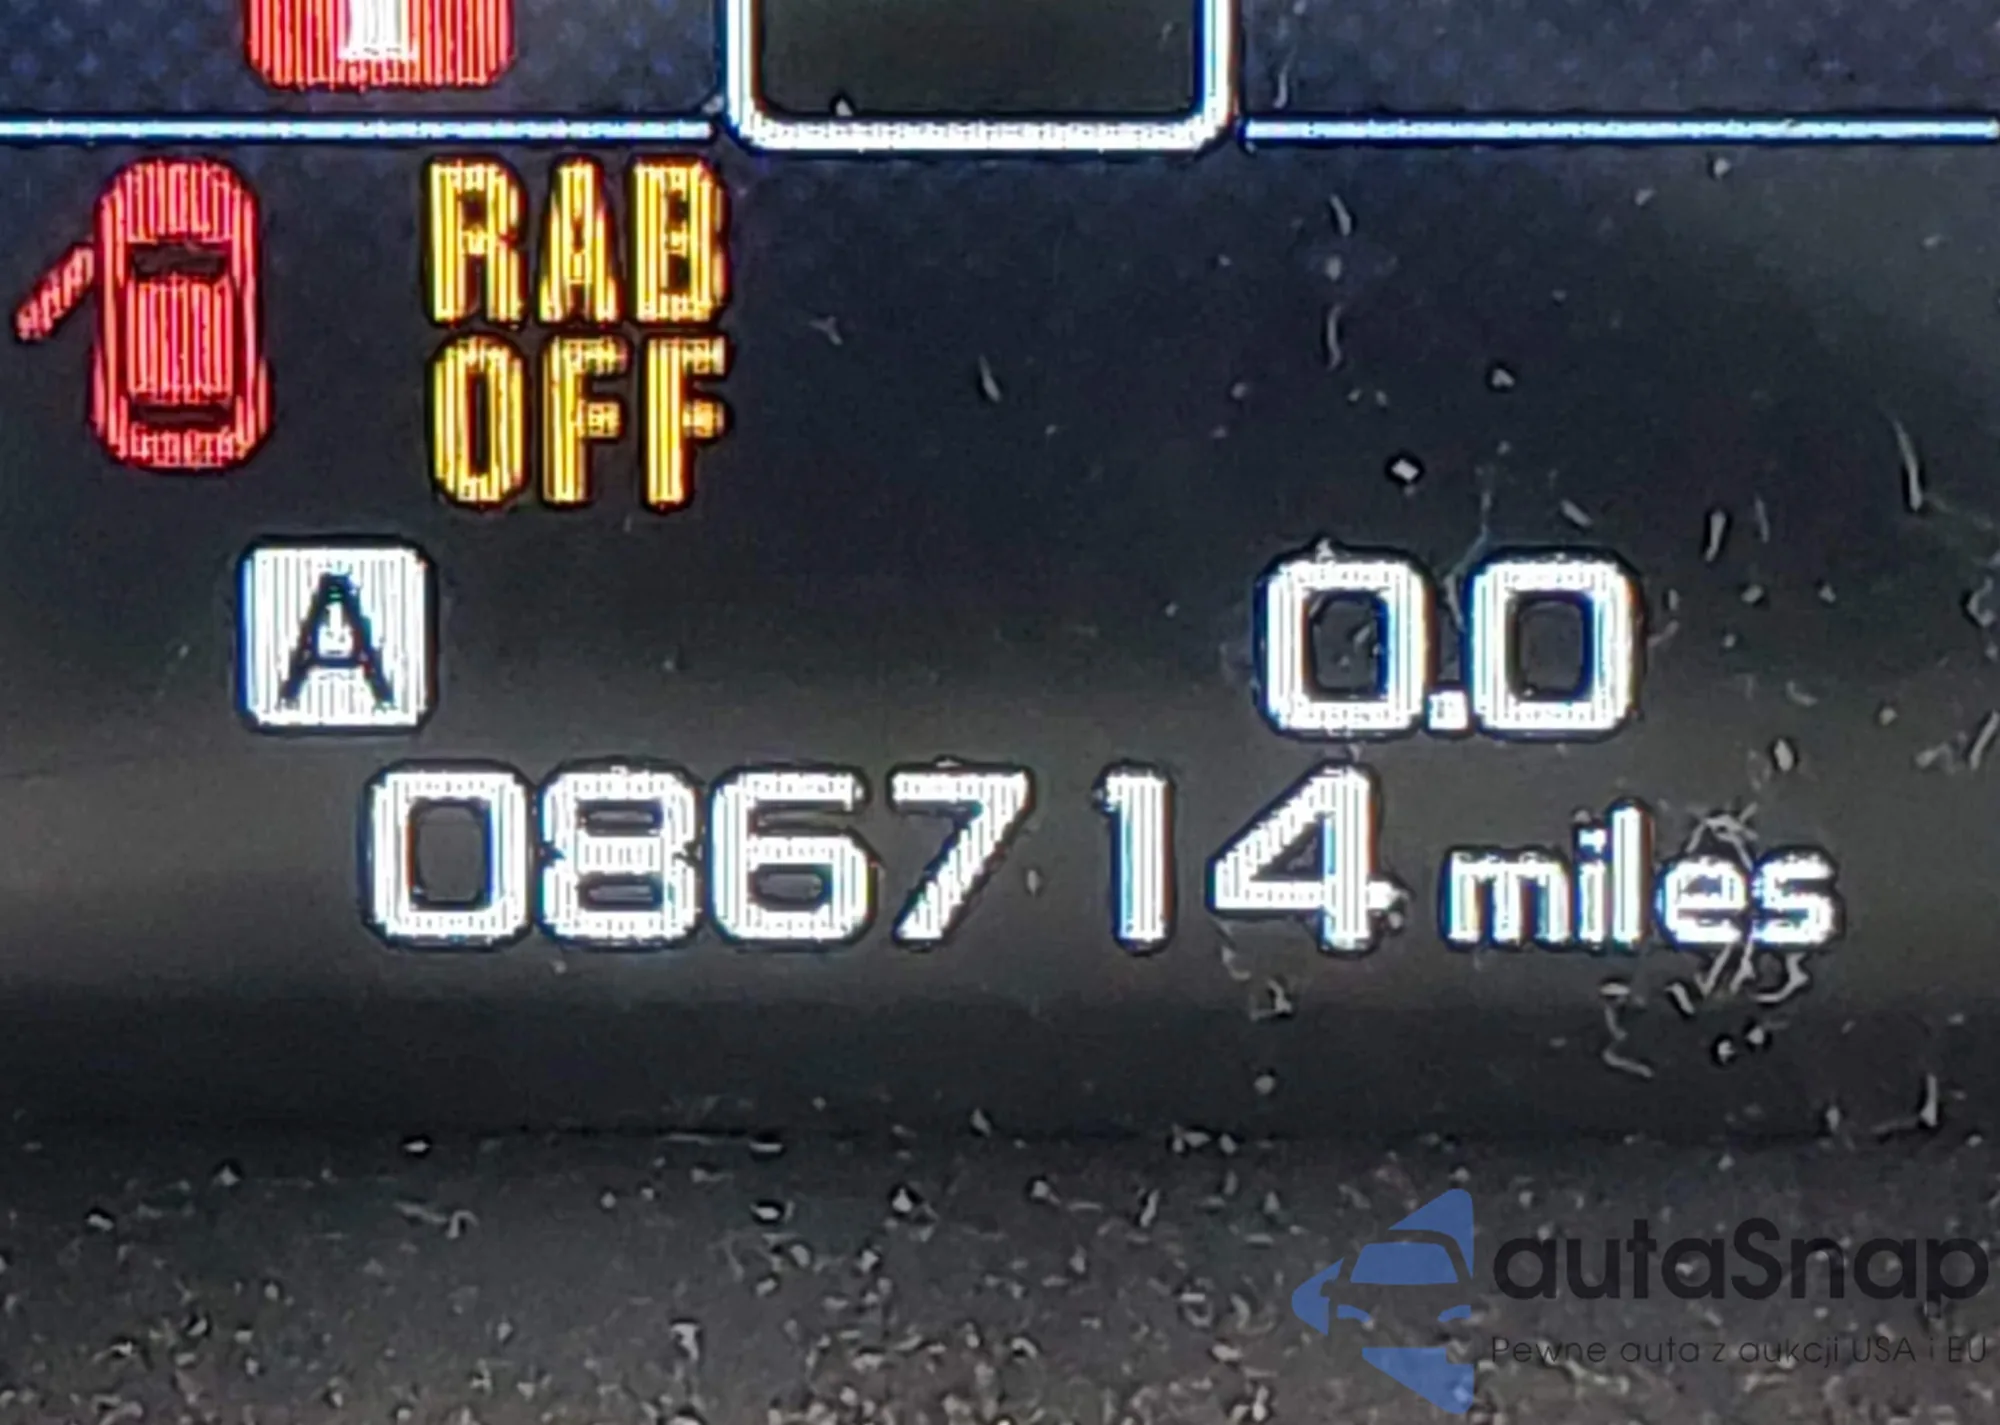 RAB
OFF
A 0.0
086714 miles
autaSnap
Pewne auta z aukcji USA i EU